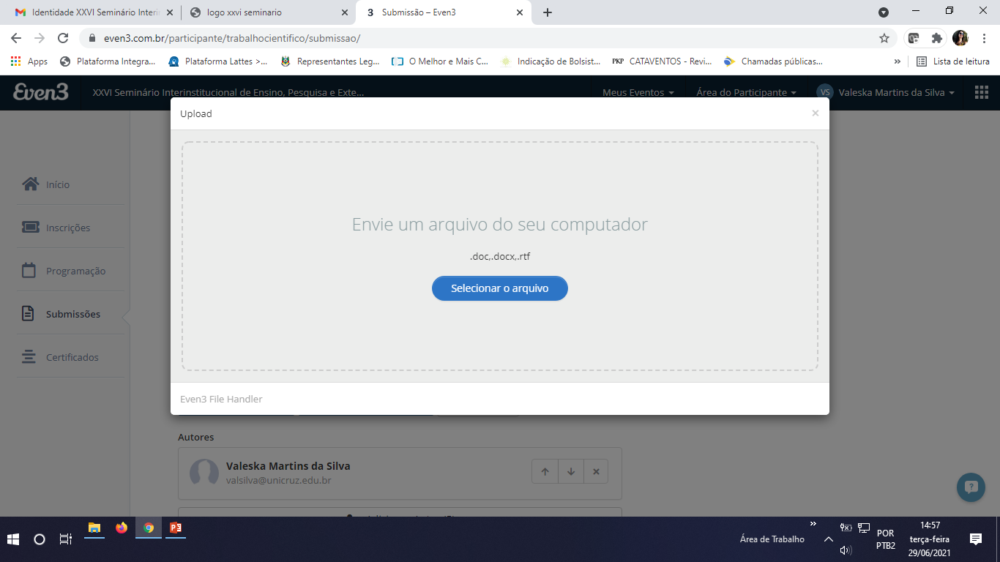 Identidade XXVI Seminário Interin
logo xxvi seminario
Submissão – Even3
even3.com.br/participante/trabalhocientifico/submissao/
Apps
Plataforma Integra...
Plataforma Lattes >...
Representantes Leg...
O Melhor e Mais C...
Indicação de Bolsist...
PKP CATAVENTOS - Revi...
Chamadas públicas...
»
Lista de leitura
Even3
XXVI Seminário Interinstitucional de Ensino, Pesquisa e Exte...
Meus Eventos
Área do Participante
VS Valeska Martins da Silva
Upload
Início
Inscrições
Programação
Submissões
Certificados
Envie um arquivo do seu computador
.doc,.docx,.rtf
Selecionar o arquivo
Even3 File Handler
Autores
Valeska Martins da Silva
valsilva@unicruz.edu.br
Área de Trabalho
»
POR
PTB2
14:57
terça-feira
29/06/2021